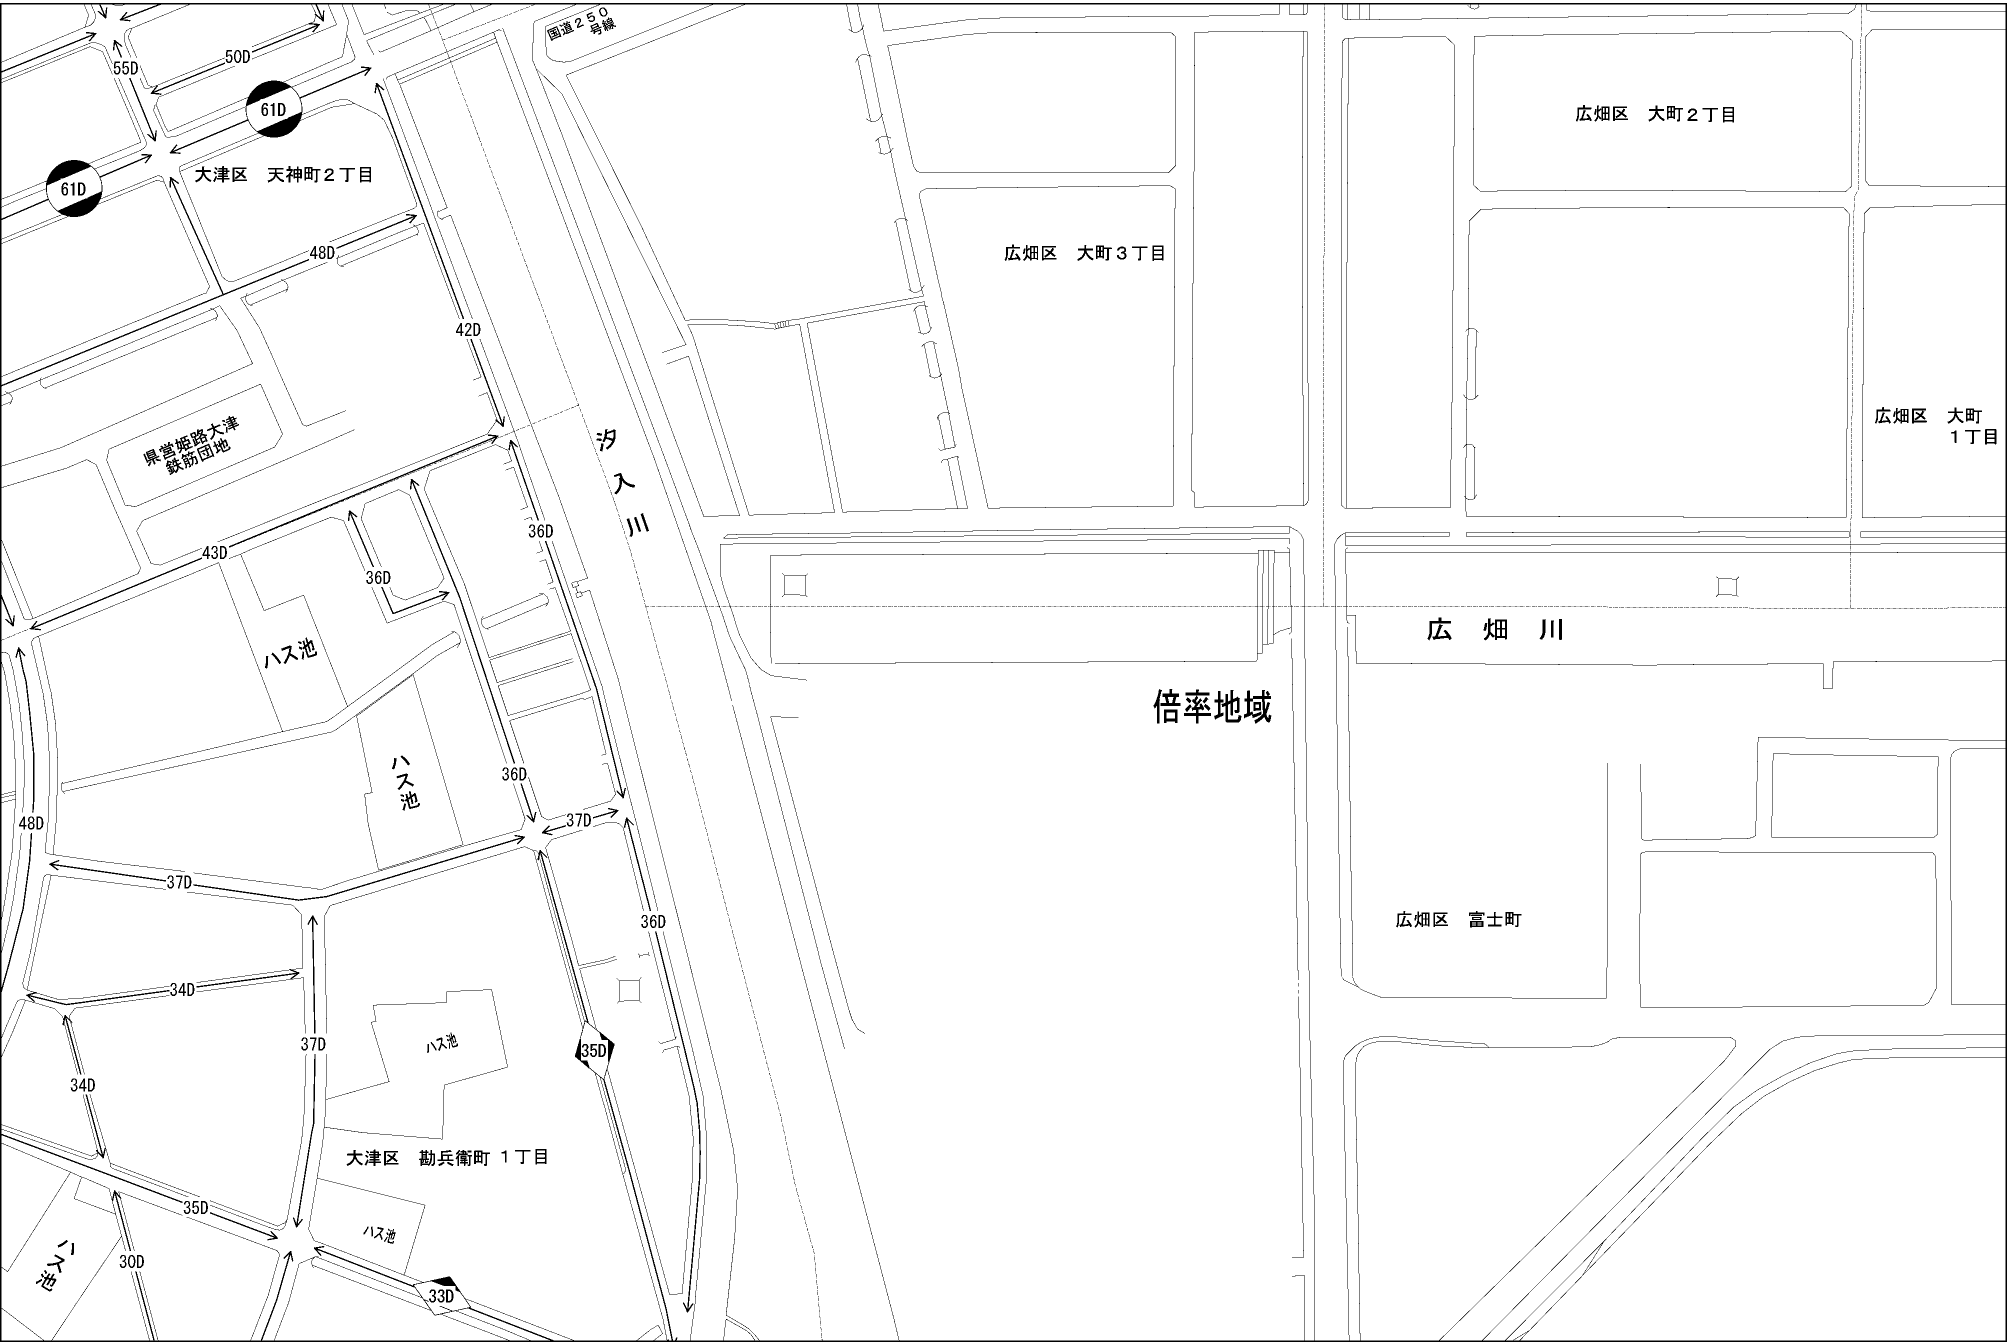 国道２５０
号線
50D
55D
61D
広畑区　大町２丁目
大津区　天神町２丁目
61D
48D
広畑区　大町３丁目
42D
県営姫路大津
鉄筋団地
広畑区　大町
１丁目
汐入川
36D
43D
36D
ハス池
広畑川
倍率地域
ハス池
36D
37D
48D
37D
36D
広畑区　富士町
34D
37D
ハス池
35D
34D
大津区　勘兵衛町１丁目
35D
ハス池
30D
ハス池
33D